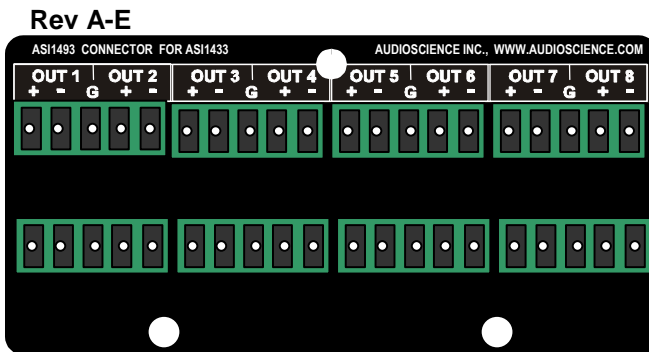 Rev A-E
ASI1493 CONNECTOR FOR ASI1433 AUDIOSCIENCE INC., WWW.AUDIOSCIENCE.COM
OUT 1 OUT 2 OUT 3 OUT 4 OUT 5 OUT 6 OUT 7 OUT 8
+ - G + - + - G + - + - G + - + - G + -